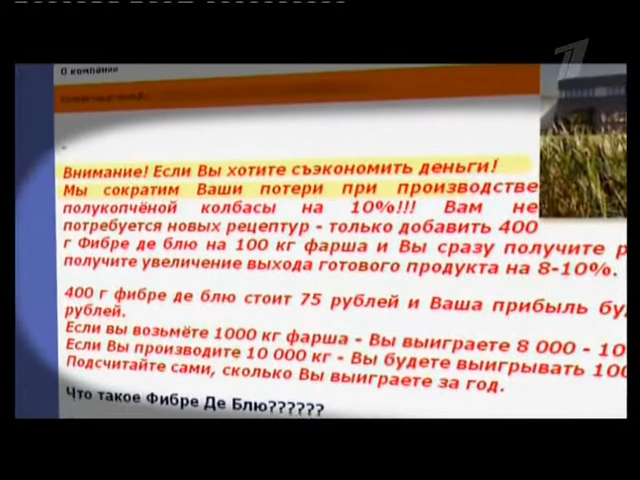 О компании
Внимание! Если Вы хотите съэкономить деньги!
Мы сократим Ваши потери при производстве
полукопчёной колбасы на 10%!!! Вам не
потребуется новых рецептур - только добавить 400
г Фибре де блю на 100 кг фарша и Вы сразу получите
получите увеличение выхода готового продукта на 8-10%.
400 г фибре де блю стоит 75 рублей и Ваша прибыль
рублей.
Если вы возьмёте 1000 кг фарша - Вы выиграете 8 000 -
Если Вы производите 10 000 кг - Вы будете выигрывать
Подсчитайте сами, сколько Вы выиграете за год.
Что такое Фибре Де Блю??????